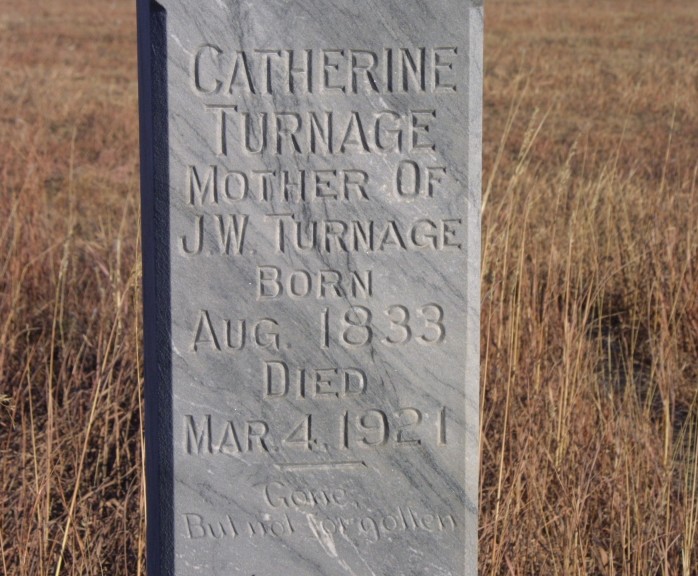 CATHERINE
TURNAGE
MOTHER OF
J.W. TURNAGE
BORN
AUG. 1833
DIED
MAR. 4, 1921
Gone,
But not forgotten